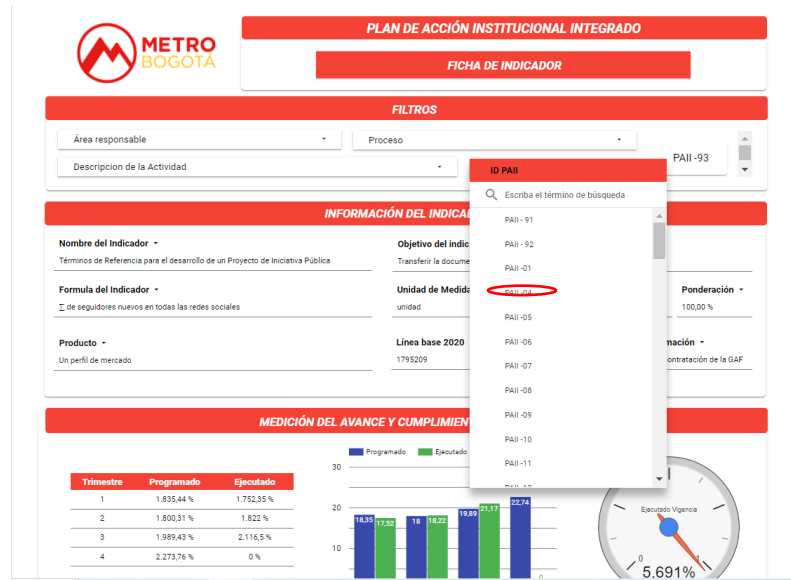 METRO
BOGOTÁ
PLAN DE ACCIÓN INSTITUCIONAL INTEGRADO
FICHA DE INDICADOR
FILTROS
Área responsable
Proceso
Descripcion de la Actividad
PAII -93
ID PAII
Escriba el término de búsqueda
PAII - 91
PAII - 92
PAII -01
PAII -04
PAII -05
PAII -06
PAII -07
PAII -08
PAII -09
PAII -10
PAII -11
INFORMACIÓN DEL INDICA
Nombre del Indicador
Términos de Referencia para el desarrollo de un Proyecto de Iniciativa Pública
Objetivo del indic
Transferir la docume
Formula del Indicador
∑ de seguidores nuevos en todas las redes sociales
Unidad de Medida
unidad
Ponderación
100,00 %
Producto
Un perfil de mercado
Línea base 2020
1795209
mación
ontratación de la GAF
MEDICIÓN DEL AVANCE Y CUMPLIMIEN
Trimestre Programado Ejecutado
1 1.835,44 % 1.752,35 %
2 1.800,31 % 1.822 %
3 1.989,43 % 2.116,5 %
4 2.273,76 % 0 %
Programado Ejecutado
30
20
10
18,35 17,52 18 18,22 19,89 21,17 22,74 0
Ejecutado Vigencia
0 1
5.691%